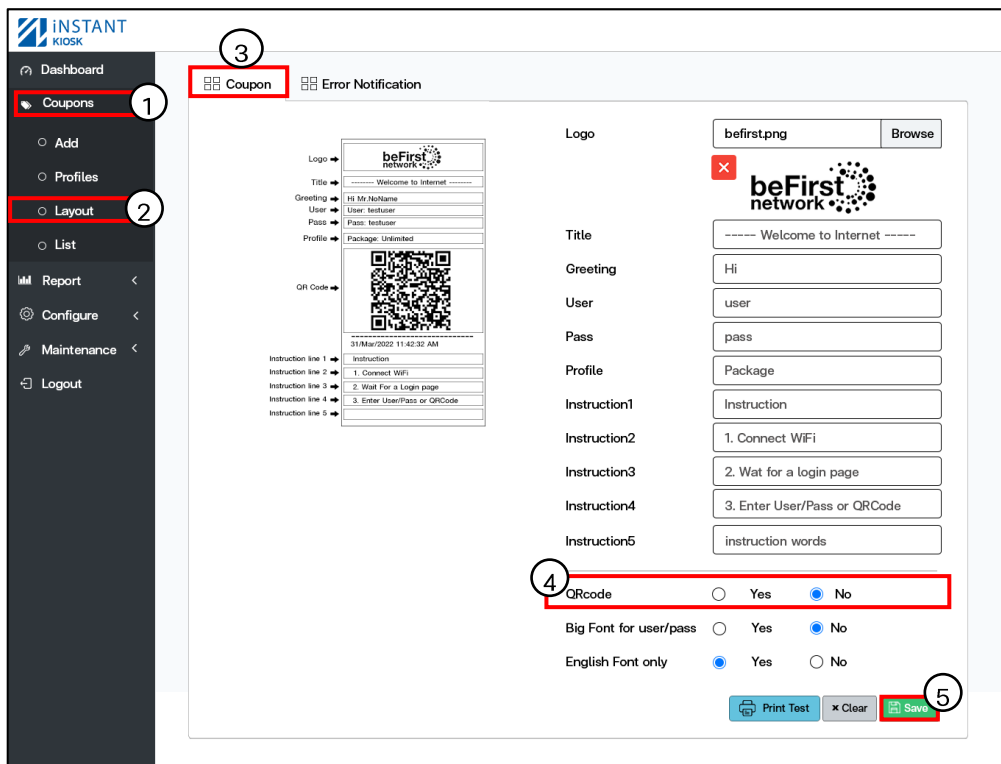 iNSTANT
KIOSK
3
Dashboard
Coupon
Error Notification
Coupons
1
Add
Profiles
Layout
2
List
Report
Configure
Maintenance
Logout
Logo
beFirst
network
Title
------- Welcome to Internet -------
Greeting
Hi Mr.NoName
User
User: testuser
Pass
Pass: testuser
Profile
Package: Unlimited
QR Code
31/Mar/2022 11:42:32 AM
Instruction line 1
Instruction
Instruction line 2
1. Connect WiFi
Instruction line 3
2. Wait For a Login page
Instruction line 4
3. Enter User/Pass or QRCode
Instruction line 5
Logo
befirst.png
Browse
beFirst
network
Title
----- Welcome to Internet -----
Greeting
Hi
User
user
Pass
pass
Profile
Package
Instruction1
Instruction
Instruction2
1. Connect WiFi
Instruction3
2. Wat for a login page
Instruction4
3. Enter User/Pass or QRCode
Instruction5
instruction words
4
QRcode
Yes
No
Big Font for user/pass
Yes
No
English Font only
Yes
No
5
Print Test
× Clear
Save